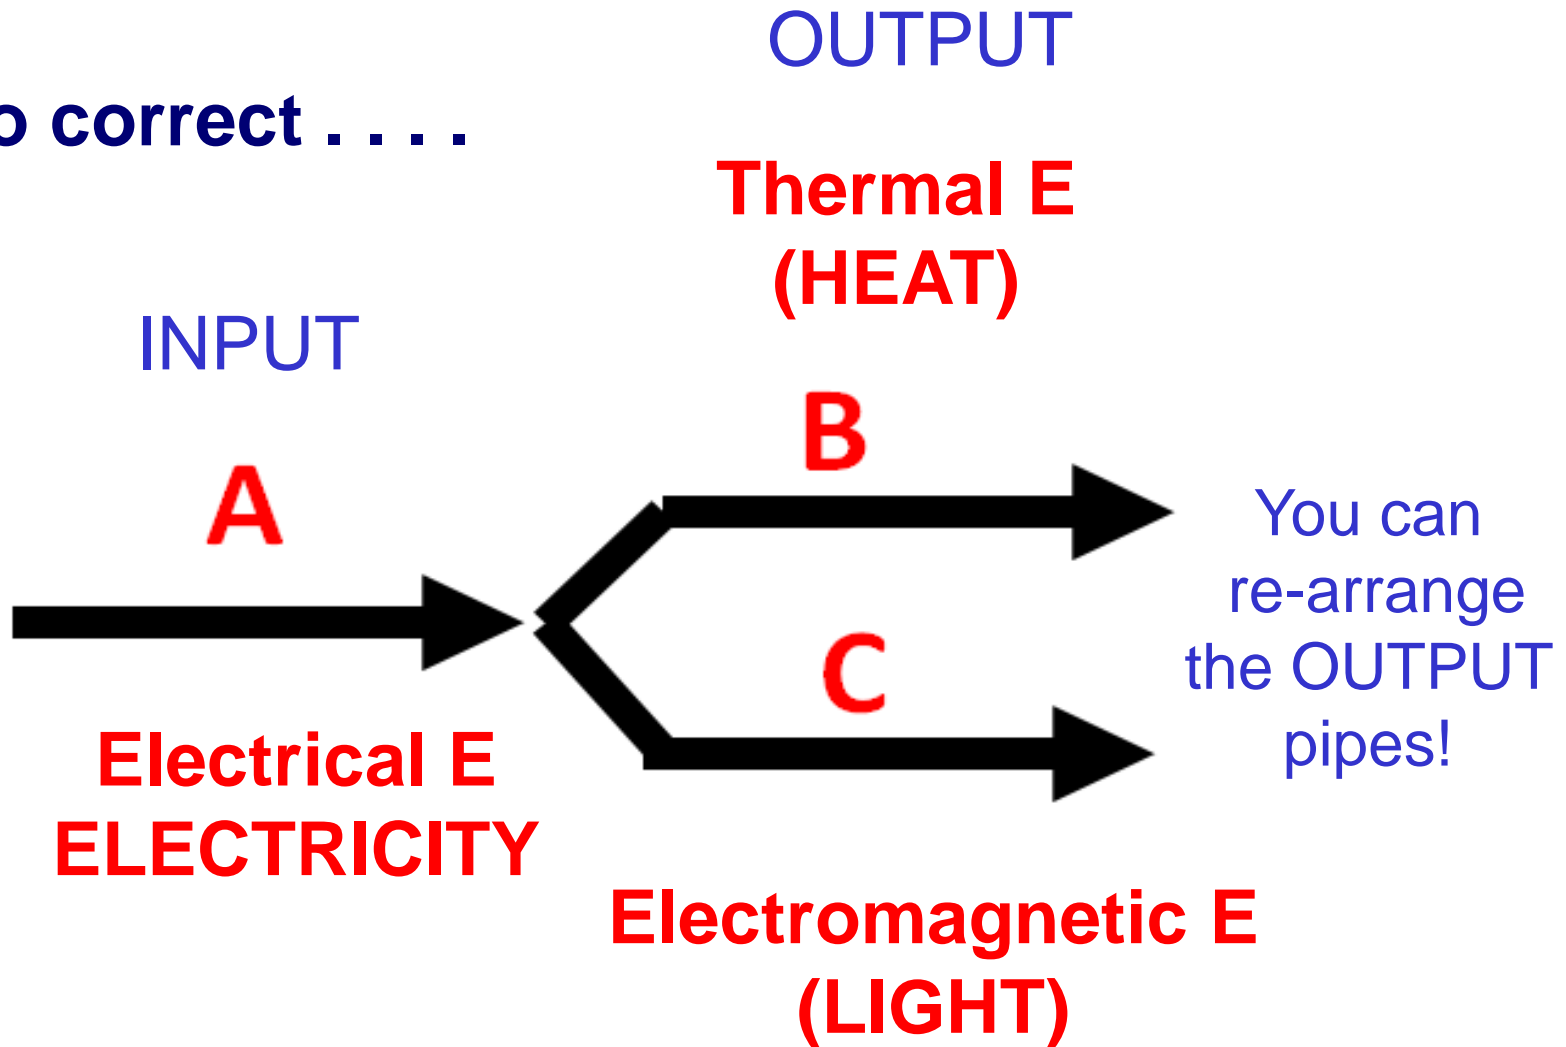 OUTPUT
o correct . . . .
Thermal E
(HEAT)
INPUT
B
A
You can
re-arrange
the OUTPUT
pipes!
C
Electrical E
ELECTRICITY
Electromagnetic E
(LIGHT)